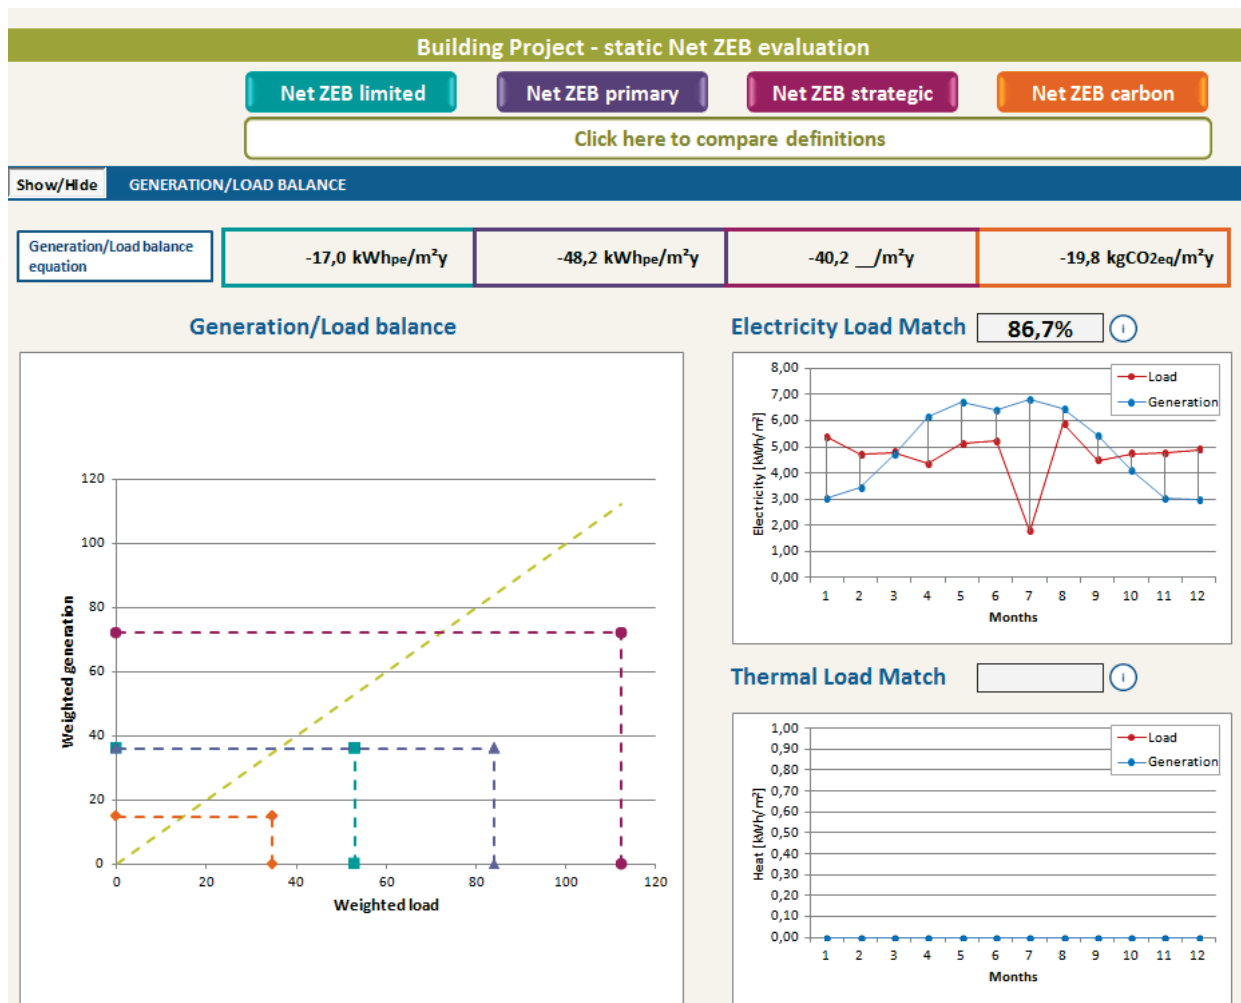 Building Project - static Net ZEB evaluation
Net ZEB limited
Net ZEB primary
Net ZEB strategic
Net ZEB carbon
Click here to compare definitions
Show/Hide
GENERATION/LOAD BALANCE
Generation/Load balance
equation
-17,0 kWhpe/m²y
-48,2 kWhpe/m²y
-40,2 __/m²y
-19,8 kgCO2eq/m²y
Generation/Load balance
120
100
80
60
40
20
0
Weighted generation
0 20 40 60 80 100 120
Weighted load
Electricity Load Match
86,7%
i
8,00
7,00
6,00
5,00
4,00
3,00
2,00
1,00
0,00
Electricity [kWh/m²]
Load
Generation
1 2 3 4 5 6 7 8 9 10 11 12
Months
Thermal Load Match
i
1,00
0,90
0,80
0,70
0,60
0,50
0,40
0,30
0,20
0,10
0,00
Heat [kWh/m²]
Load
Generation
1 2 3 4 5 6 7 8 9 10 11 12
Months